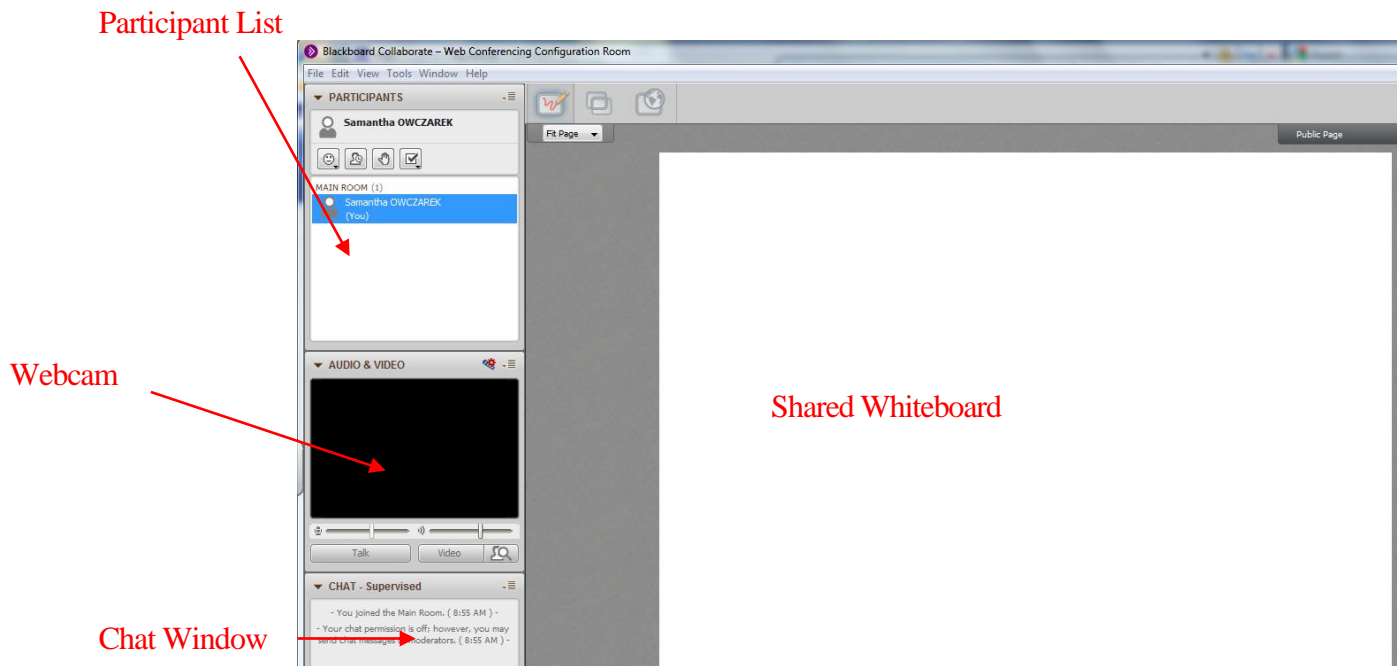 Participant List
Blackboard Collaborate – Web Conferencing Configuration Room
File Edit View Tools Window Help
PARTICIPANTS
Samantha OWCZAREK
Fit Page
Public Page
MAIN ROOM (1)
Samantha OWCZAREK
(You)
AUDIO & VIDEO
Webcam
Shared Whiteboard
Talk
Video
CHAT - Supervised
- You joined the Main Room. ( 8:55 AM ) -
- Your chat permission is off; however, you may
send chat messages moderators. ( 8:55 AM ) -
Chat Window